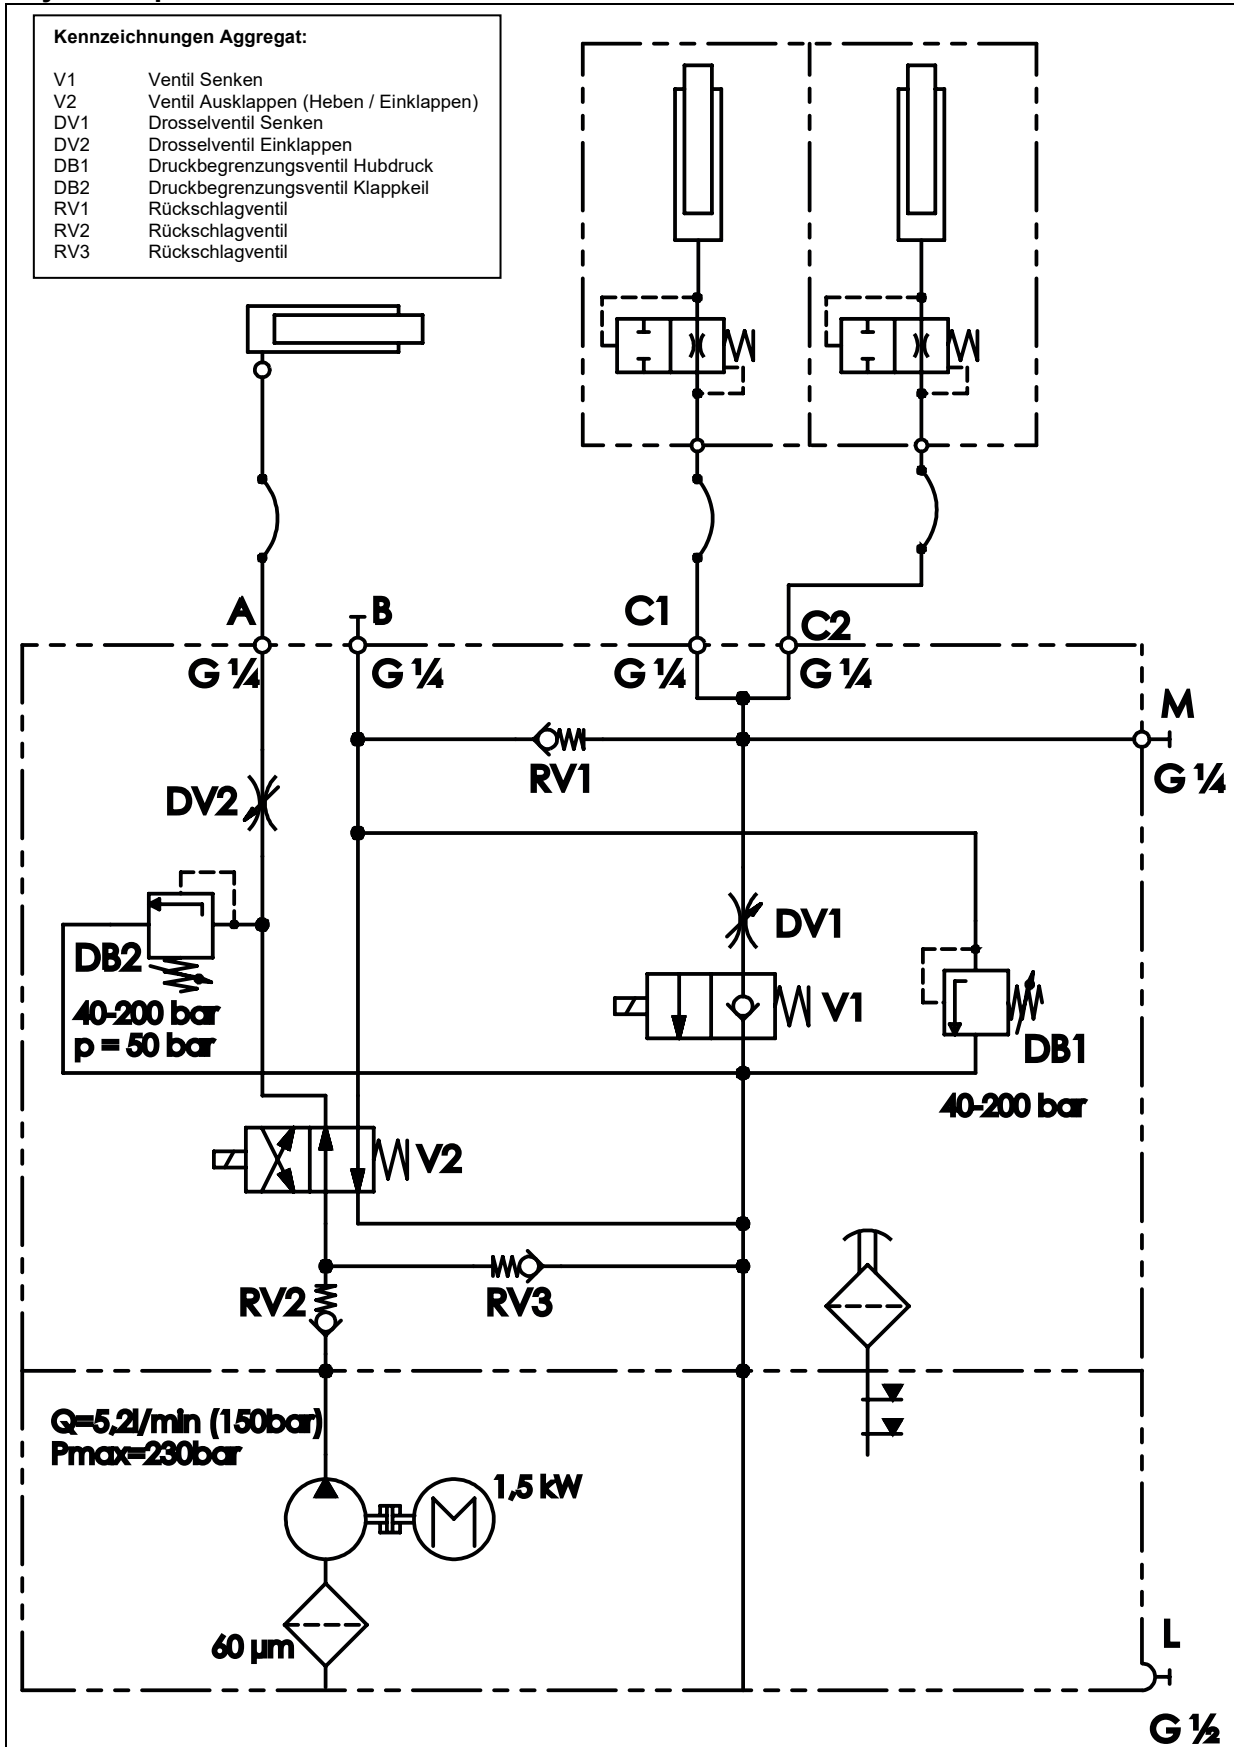 Kennzeichnungen Aggregat:
V1 Ventil Senken
V2 Ventil Ausklappen (Heben / Einklappen)
DV1 Drosselventil Senken
DV2 Drosselventil Einklappen
DB1 Druckbegrenzungsventil Hubdruck
DB2 Druckbegrenzungsventil Klappkeil
RV1 Rückschlagventil
RV2 Rückschlagventil
RV3 Rückschlagventil
A
B
C1
C2
G ¼
G ¼
G ¼
G ¼
M
G ¼
RV1
DV2
DV1
DB2
40-200 bar
p = 50 bar
V1
DB1
40-200 bar
V2
RV2
RV3
Q=5,2l/min (150bar)
Pmax=230bar
1,5 kW
M
60 µm
L
G ½